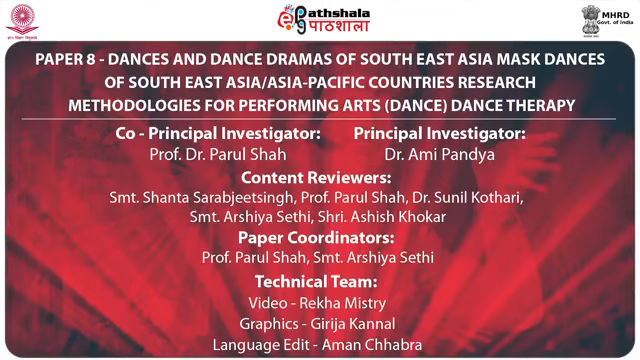 Pathshala
पाठशाला
MHRD
Govt. of India
PAPER 8 - DANCES AND DANCE DRAMAS OF SOUTH EAST ASIA MASK DANCES
OF SOUTH EAST ASIA/ASIA-PACIFIC COUNTRIES RESEARCH
METHODOLOGIES FOR PERFORMING ARTS (DANCE) DANCE THERAPY
Co - Principal Investigator: Principal Investigator:
Prof. Dr. Parul Shah Dr. Ami Pandya
Content Reviewers:
Smt. Shanta Sarabjeetsingh, Prof. Parul Shah, Dr. Sunil Kothari,
Smt. Arshiya Sethi, Shri. Ashish Khokar
Paper Coordinators:
Prof. Parul Shah, Smt. Arshiya Sethi
Technical Team:
Video - Rekha Mistry
Graphics - Girija Kannal
Language Edit - Aman Chhabra